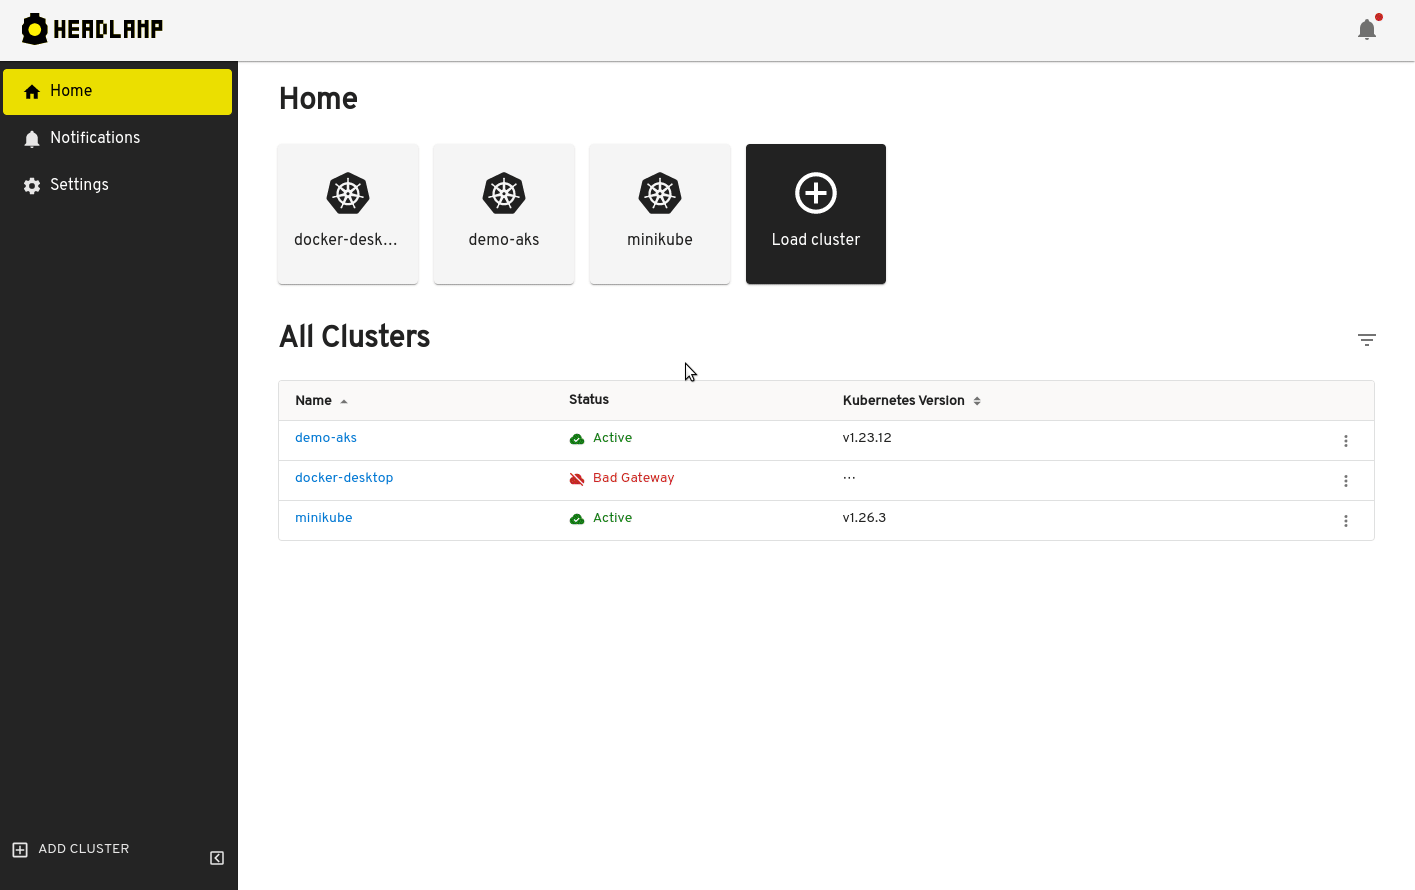 HEADLAMP
Home
Notifications
Settings
Home
docker-desk...
demo-aks
minikube
Load cluster
All Clusters
Name Status Kubernetes Version
demo-aks Active v1.23.12
docker-desktop Bad Gateway ⋯
minikube Active v1.26.3
ADD CLUSTER